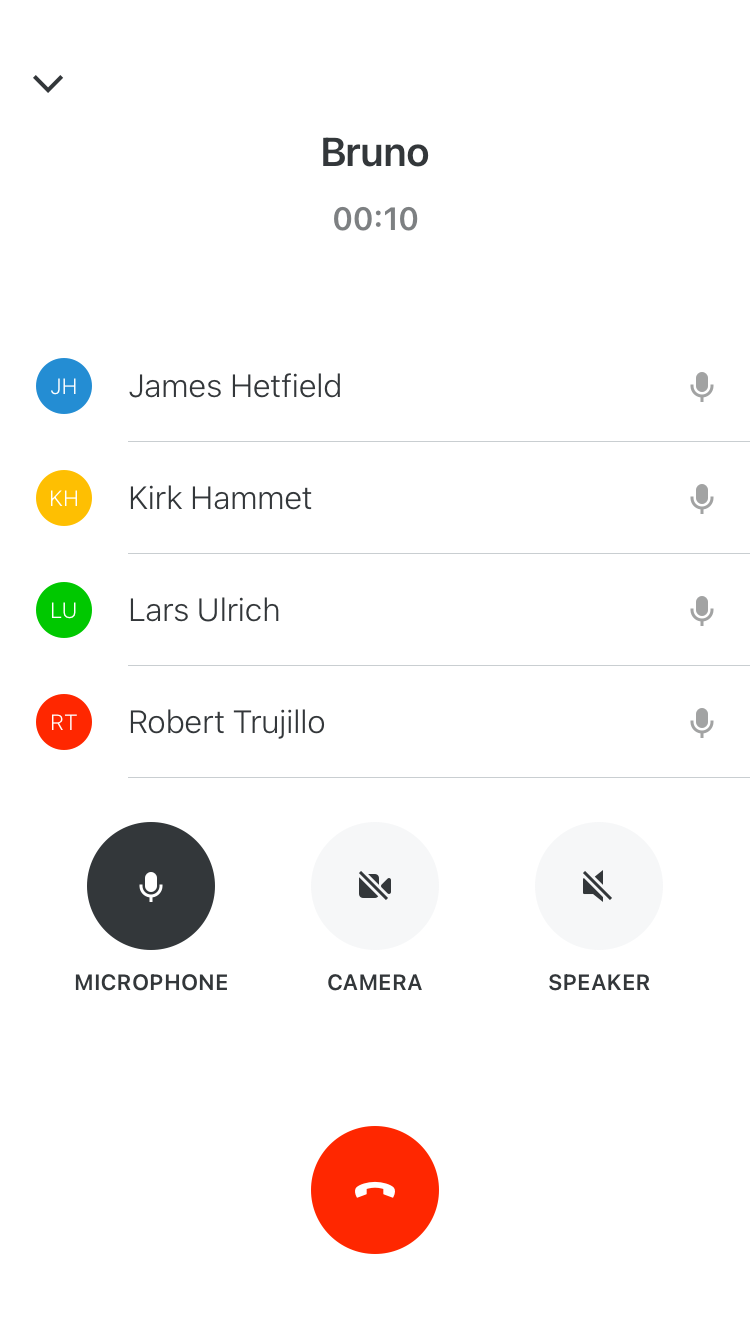 Bruno
00:10
JH James Hetfield
KH Kirk Hammet
LU Lars Ulrich
RT Robert Trujillo
MICROPHONE CAMERA SPEAKER